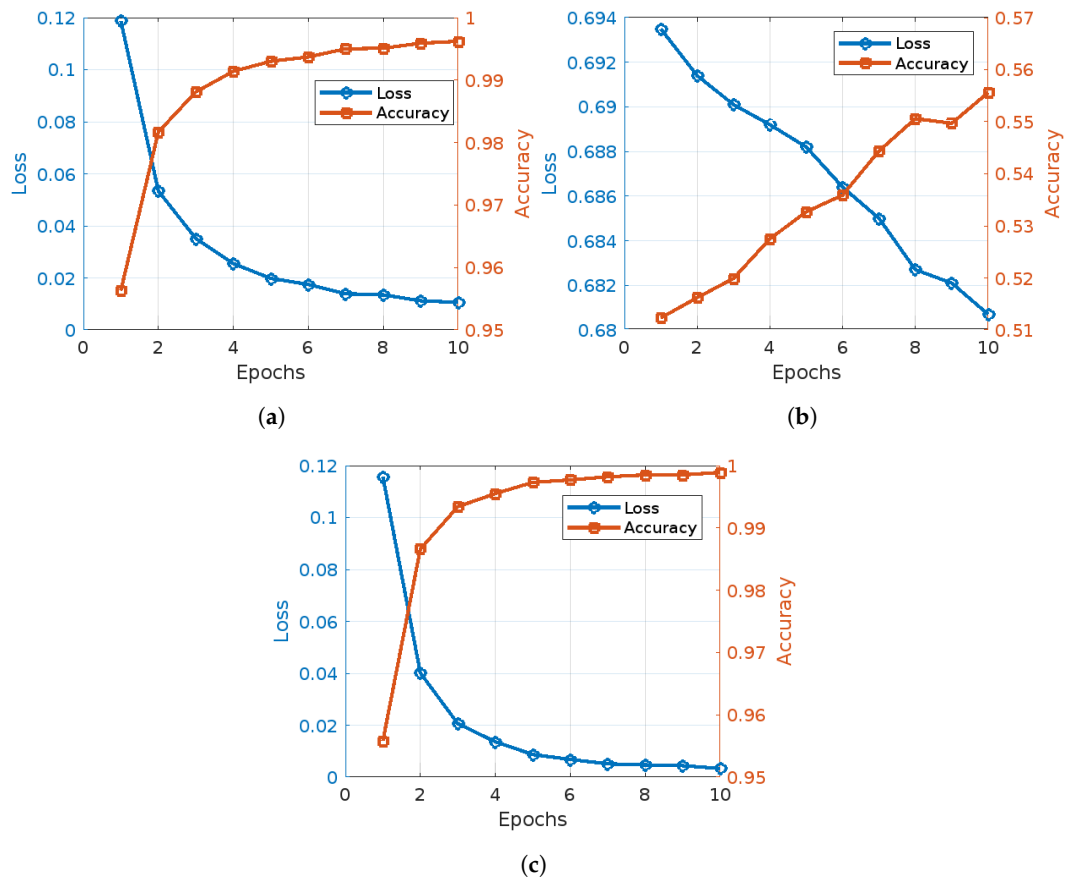 0.12
0.1
0.08
0.06
0.04
0.02
0
Loss
1
0.99
0.98
0.97
0.96
0.95
Accuracy
Loss
Accuracy
0 2 4 6 8 10
Epochs
(a)
0.694
0.692
0.69
0.688
0.686
0.684
0.682
0.68
Loss
0.57
0.56
0.55
0.54
0.53
0.52
0.51
Accuracy
Loss
Accuracy
0 2 4 6 8 10
Epochs
(b)
0.12
0.1
0.08
0.06
0.04
0.02
0
Loss
1
0.99
0.98
0.97
0.96
0.95
Accuracy
Loss
Accuracy
0 2 4 6 8 10
Epochs
(c)